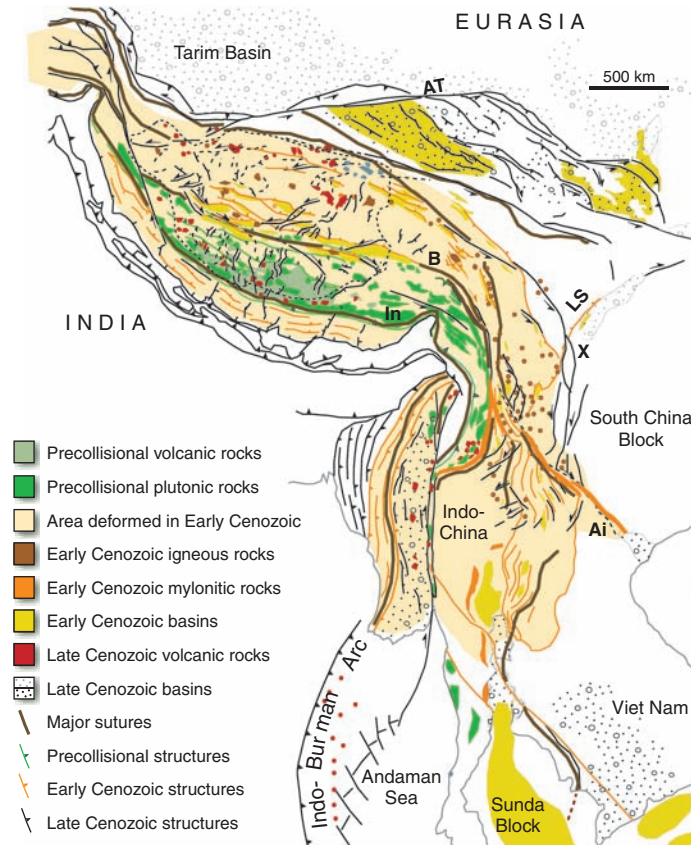 EURASIA
Tarim Basin
500 km
AT
B
LS
INDIA
In
X
South China
Block
Precollisional volcanic rocks
Precollisional plutonic rocks
Indo-
China
Area deformed in Early Cenozoic
Ai
Early Cenozoic igneous rocks
Early Cenozoic mylonitic rocks
Early Cenozoic basins
Late Cenozoic volcanic rocks
Late Cenozoic basins
Viet Nam
Major sutures
Precollisional structures
Early Cenozoic structures
Late Cenozoic structures
Indo-Burman Arc
Andaman
Sea
Sunda
Block